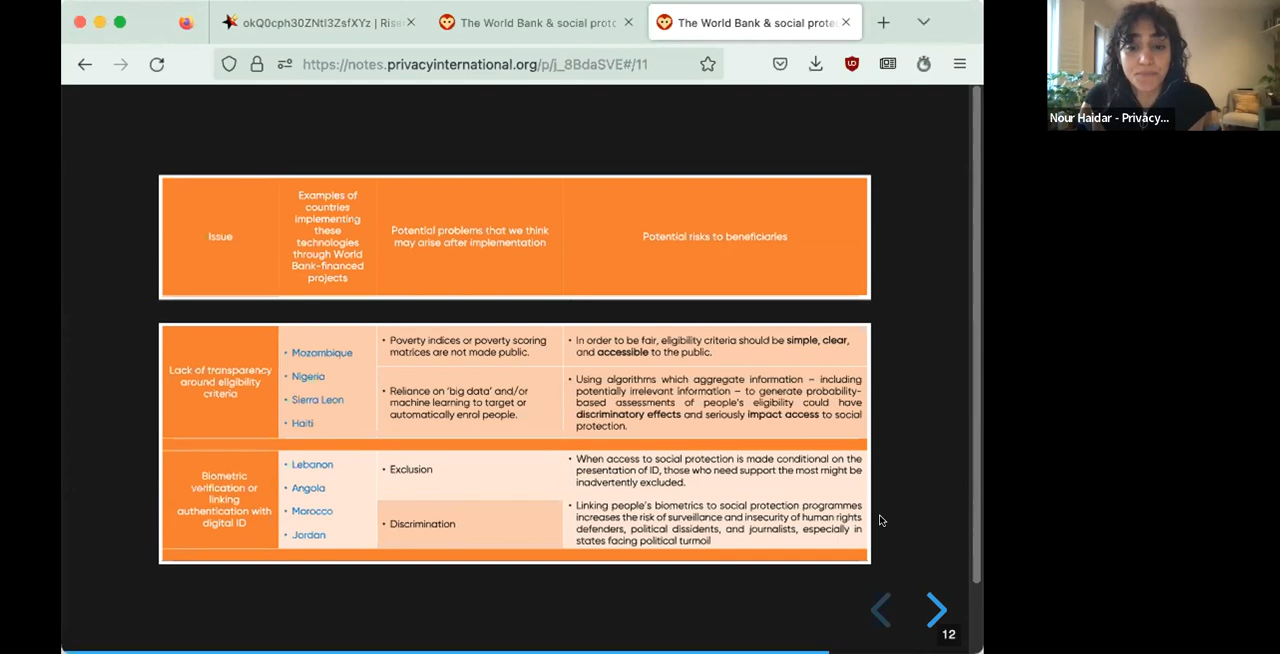 okQ0cph30ZNtI3ZsfXYz | Rise
The World Bank & social prote
The World Bank & social prote
https://notes.privacyinternational.org/p/j_8BdaSVE#/11
Nour Haidar - Privacy...
Issue
Examples of
countries
implementing
these
technologies
through World
Bank-financed
projects
Potential problems that we think
may arise after implementation
Potential risks to beneficiaries
Lack of transparency
around eligibility
criteria
• Mozambique
• Nigeria
• Sierra Leon
• Haiti
• Poverty indices or poverty scoring
matrices are not made public.
• In order to be fair, eligibility criteria should be simple, clear,
and accessible to the public.
• Reliance on 'big data' and/or
machine learning to target or
automatically enrol people.
• Using algorithms which aggregate information – including
potentially irrelevant information – to generate probability-
based assessments of people's eligibility could have
discriminatory effects and seriously impact access to social
protection.
Biometric
verification or
linking
authentication with
digital ID
• Lebanon
• Angola
• Morocco
• Jordan
• Exclusion
• When access to social protection is made conditional on the
presentation of ID, those who need support the most might be
inadvertently excluded.
• Discrimination
• Linking people's biometrics to social protection programmes
increases the risk of surveillance and insecurity of human rights
defenders, political dissidents, and journalists, especially in
states facing political turmoil
12